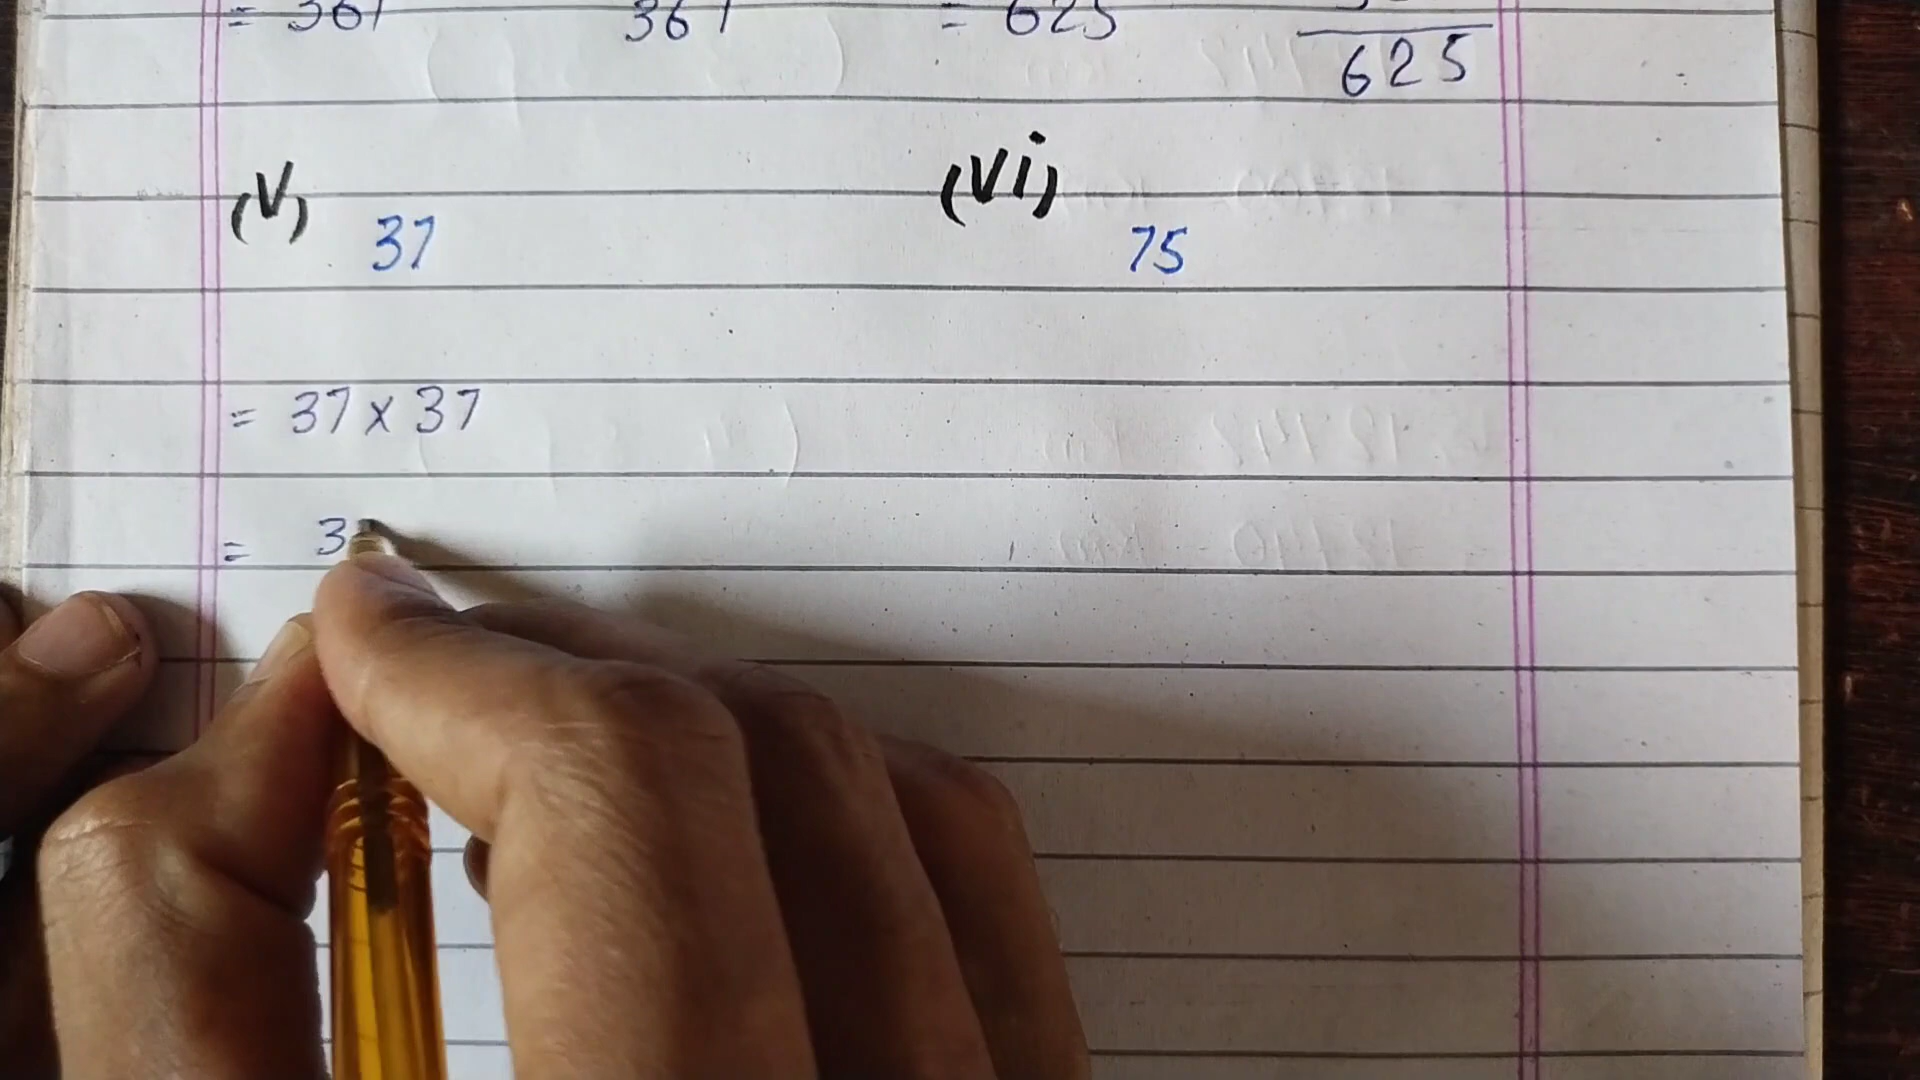 = 361 361 = 625
625
(V) (Vi)
37 75
= 37 x 37
= 3